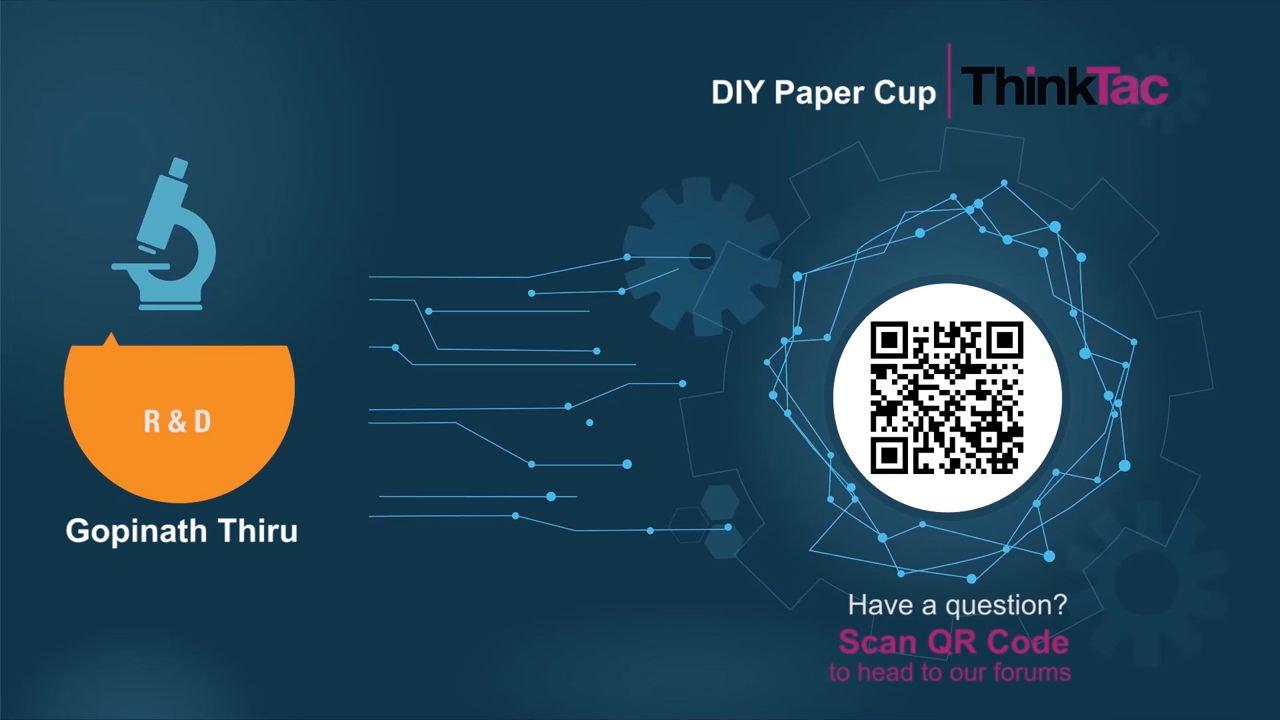 DIY Paper Cup
ThinkTac
R & D
Gopinath Thiru
Have a question?
Scan QR Code
to head to our forums